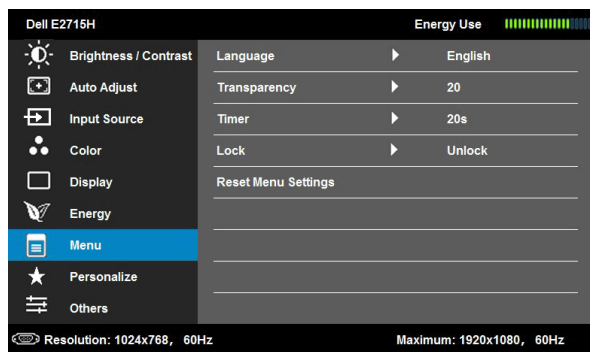 Dell E2715H Energy Use
Brightness / Contrast Language English
Auto Adjust Transparency 20
Input Source Timer 20s
Color Lock Unlock
Display Reset Menu Settings
Energy
Menu
Personalize
Others
Resolution: 1024x768, 60Hz Maximum: 1920x1080, 60Hz